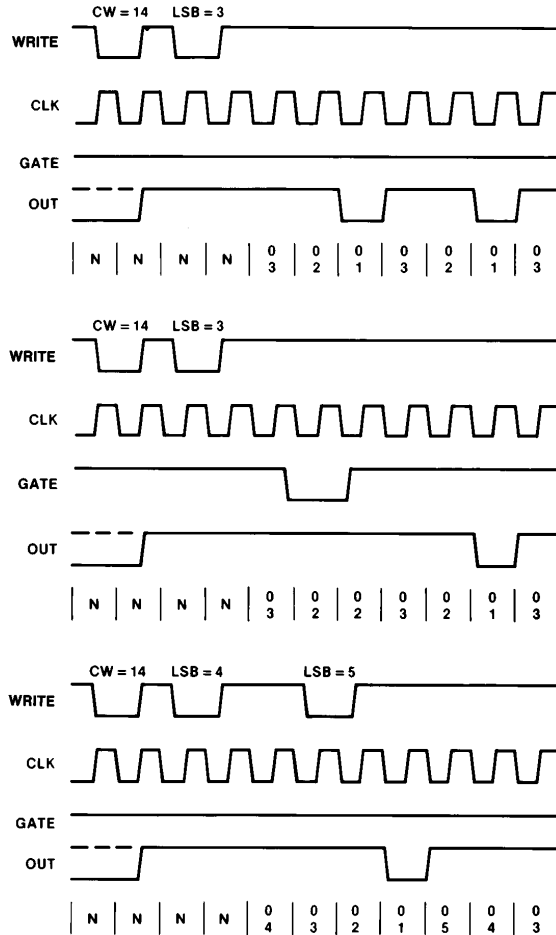 CW = 14 LSB = 3
WRITE
CLK
GATE
OUT
N N N N 0 0 0 0 0 0 0
3 2 1 3 2 1 3
CW = 14 LSB = 3
WRITE
CLK
GATE
OUT
N N N N 0 0 0 0 0 0 0
3 2 2 3 2 1 3
CW = 14 LSB = 4 LSB = 5
WRITE
CLK
GATE
OUT
N N N N 0 0 0 0 0 0 0
4 3 2 1 5 4 3